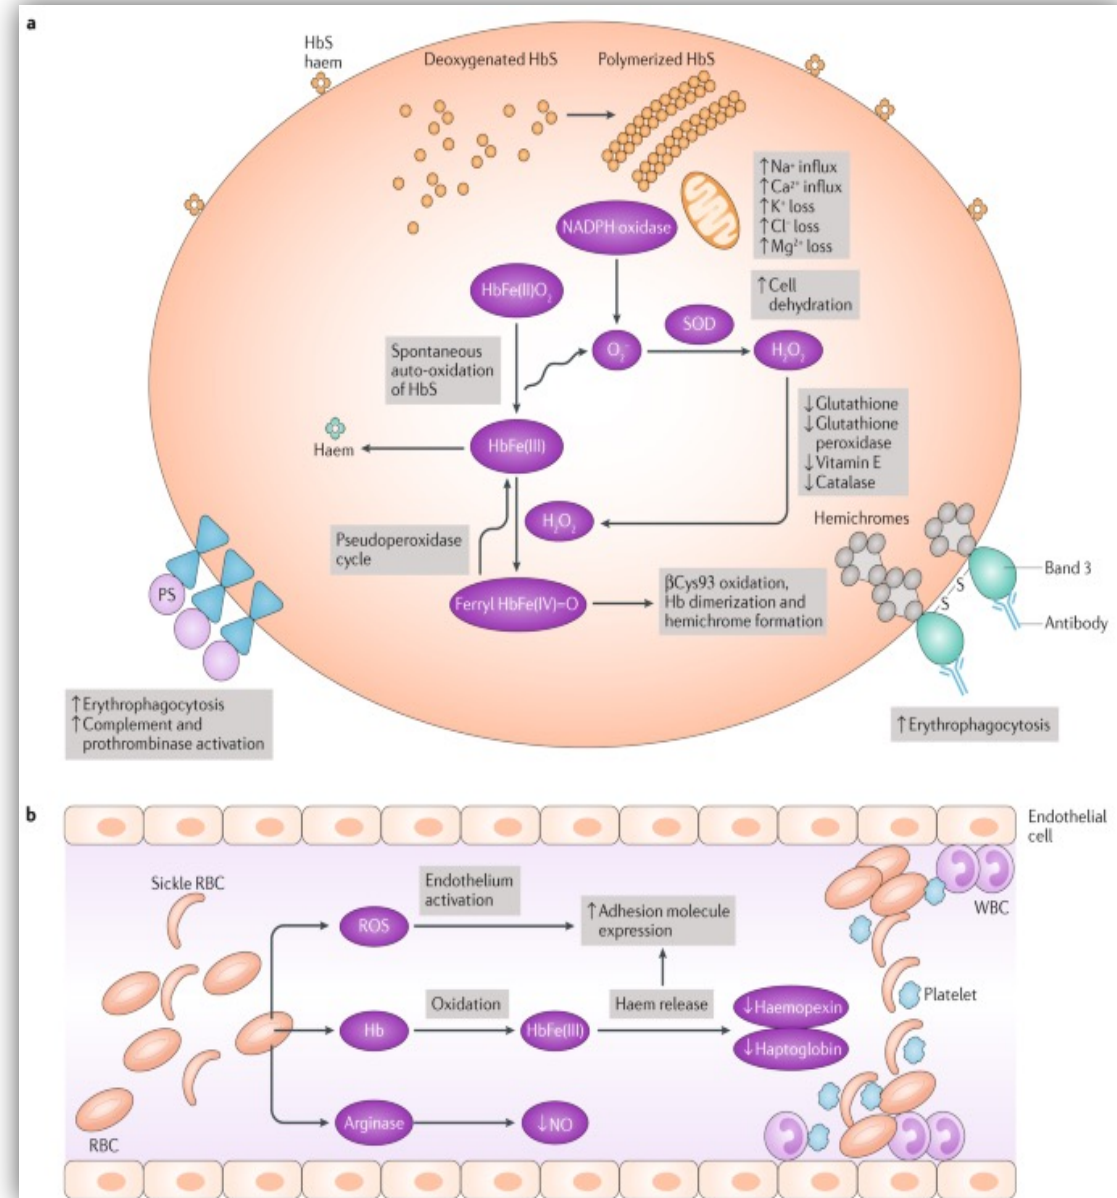 a
HbS
haem
Deoxygenated HbS
Polymerized HbS
↑Na⁺ influx
↑Ca²⁺ influx
↑K⁺ loss
↑Cl⁻ loss
↑Mg²⁺ loss
NADPH oxidase
HbFe(II)O₂
↑Cell
dehydration
SOD
O₂⁻
H₂O₂
Spontaneous
auto-oxidation
of HbS
↓Glutathione
↓Glutathione
peroxidase
↓Vitamin E
↓Catalase
Haem
HbFe(III)
H₂O₂
Hemichromes
Pseudoperoxidase
cycle
Band 3
S
S
PS
Ferryl HbFe(IV)=O
βCys93 oxidation,
Hb dimerization and
hemichrome formation
Antibody
↑Erythrophagocytosis
↑Complement and
prothrombinase activation
↑Erythrophagocytosis
b
Endothelial
cell
Sickle RBC
Endothelium
activation
ROS
↑Adhesion molecule
expression
WBC
Oxidation
Haem release
Platelet
Hb
HbFe(III)
↓Haemopexin
↓Haptoglobin
Arginase
↓NO
RBC